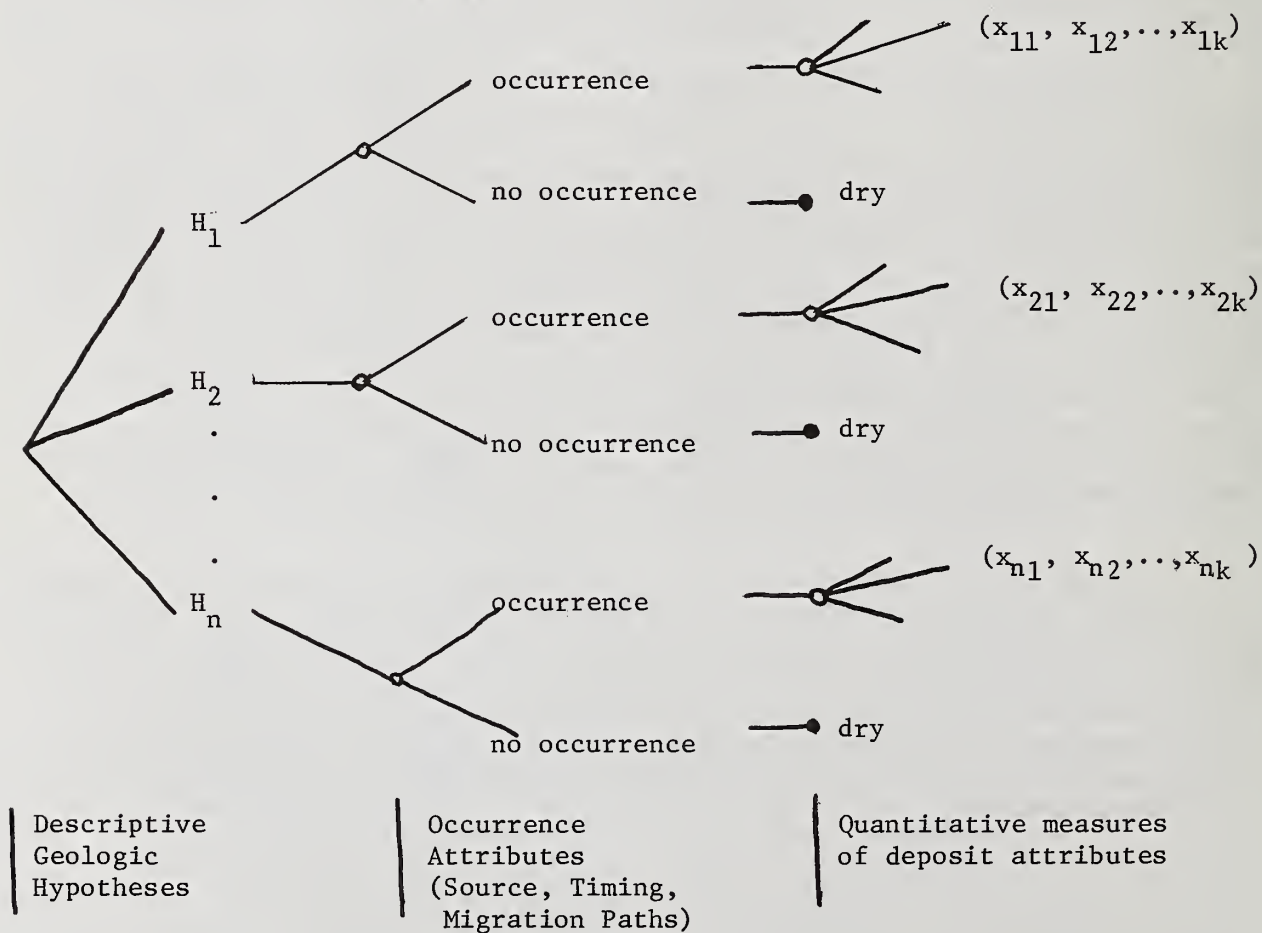 (x11, x12,..,x1k)
occurrence
no occurrence
dry
H1
(x21, x22,..,x2k)
occurrence
H2
no occurrence
dry
.
.
.
(xn1, xn2,..,xnk )
Hn
occurrence
no occurrence
dry
Descriptive
Geologic
Hypotheses
Occurrence
Attributes
(Source, Timing,
Migration Paths)
Quantitative measures
of deposit attributes